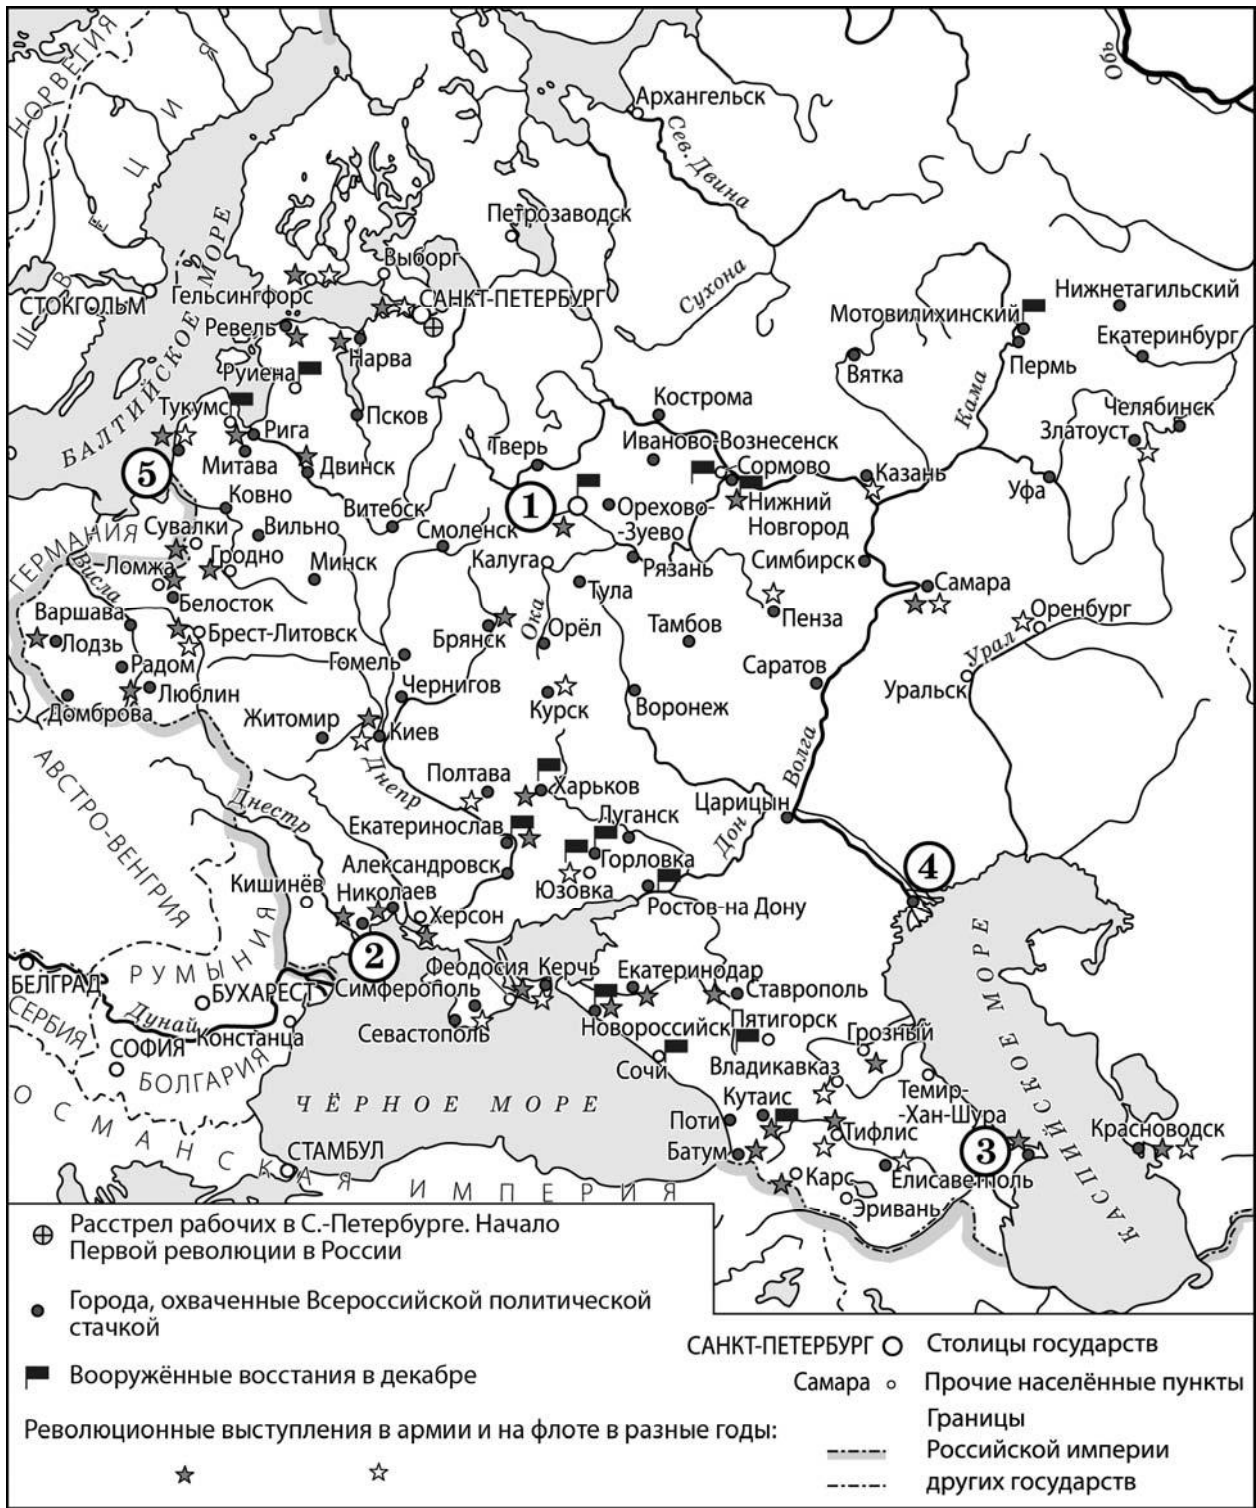 НОРВЕГИЯ
ШВЕЦИЯ
Обь
Архангельск
Сев. Двина
Петрозаводск
Сухона
БАЛТИЙСКОЕ МОРЕ
Выборг
СТОКГОЛЬМ
Гельсингфорс
САНКТ-ПЕТЕРБУРГ
Ревель
Нарва
Нижнетагильский
Мотовилихинский
Екатеринбург
Пермь
Вятка
Руиена
Кама
Тукумс
Псков
Кострома
Челябинск
Рига
Тверь
Иваново-Вознесенск
Златоуст
Митава
Двинск
Сормово
Казань
5
Уфа
Ковно
Витебск
1
Орехово-
-Зуево
Нижний
Новгород
Сувалки
Вильно
Смоленск
ГЕРМАНИЯ
Гродно
Калуга
Рязань
Симбирск
Ломжа
Минск
Висла
Тула
Самара
Белосток
Варшава
Ока
Пенза
Оренбург
Лодзь
Брест-Литовск
Брянск
Орёл
Тамбов
Урал
Радом
Гомель
Саратов
Уральск
Люблин
Чернигов
Домброва
Курск
Воронеж
Житомир
Киев
Волга
АВСТРО-ВЕНГРИЯ
Днепр
Полтава
Харьков
Днестр
Царицын
Екатеринослав
Луганск
Дон
Александровск
Горловка
4
Кишинёв
Николаев
Юзовка
Херсон
Ростов-на Дону
2
РУМЫНИЯ
БЕЛГРАД
Феодосия
Керчь
Екатеринодар
БУХАРЕСТ
Симферополь
Ставрополь
СЕРБИЯ
Дунай
Констанца
Севастополь
Новороссийск
Пятигорск
Грозный
СОФИЯ
БОЛГАРИЯ
Сочи
Владикавказ
КАСПИЙСКОЕ МОРЕ
ЧЁРНОЕ МОРЕ
Кутаис
Темир-
-Хан-Шура
Поти
Тифлис
Красноводск
СТАМБУЛ
Батум
3
Елисаветполь
Карс
ОСМАНСКАЯ ИМПЕРИЯ
Эривань
Расстрел рабочих в С.-Петербурге. Начало
Первой революции в России
Города, охваченные Всероссийской политической
стачкой
Вооружённые восстания в декабре
Революционные выступления в армии и на флоте в разные годы:
САНКТ-ПЕТЕРБУРГ
Столицы государств
Самара
Прочие населённые пункты
Границы
Российской империи
других государств